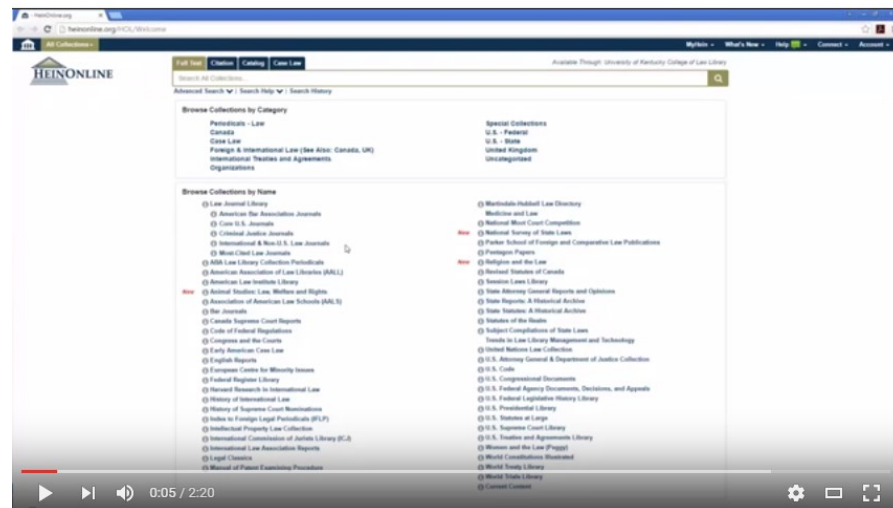 HeinOnline.org
heinonline.org/HOL/Welcome
All Collections
MyHein What's New Help Connect Account
HEINONLINE
Full Text Citation Catalog Case Law
Available Through: University of Kentucky College of Law Library
Search All Collections...
Advanced Search | Search Help | Search History
Browse Collections by Category
Periodicals - Law
Canada
Case Law
Foreign & International Law (See Also: Canada, UK)
International Treaties and Agreements
Organizations
Special Collections
U.S. - Federal
U.S. - State
United Kingdom
Uncategorized
Browse Collections by Name
Law Journal Library
American Bar Association Journals
Core U.S. Journals
Criminal Justice Journals
International & Non-U.S. Law Journals
Most-Cited Law Journals
ABA Law Library Collection Periodicals
American Association of Law Libraries (AALL)
American Law Institute Library
New Animal Studies: Law, Welfare and Rights
Association of American Law Schools (AALS)
Bar Journals
Canada Supreme Court Reports
Code of Federal Regulations
Congress and the Courts
Early American Case Law
English Reports
European Centre for Minority Issues
Federal Register Library
Harvard Research in International Law
History of International Law
History of Supreme Court Nominations
Index to Foreign Legal Periodicals (IFLP)
Intellectual Property Law Collection
International Commission of Jurists Library (ICJ)
International Law Association Reports
Legal Classics
Manual of Patent Examining Procedure
Martindale-Hubbell Law Directory
Medicine and Law
National Moot Court Competition
New National Survey of State Laws
Parker School of Foreign and Comparative Law Publications
Pentagon Papers
New Religion and the Law
Revised Statutes of Canada
Session Laws Library
State Attorney General Reports and Opinions
State Reports: A Historical Archive
State Statutes: A Historical Archive
Statutes of the Realm
Subject Compilations of State Laws
Trends in Law Library Management and Technology
United Nations Law Collection
U.S. Attorney General & Department of Justice Collection
U.S. Code
U.S. Congressional Documents
U.S. Federal Agency Documents, Decisions, and Appeals
U.S. Federal Legislative History Library
U.S. Presidential Library
U.S. Statutes at Large
U.S. Supreme Court Library
U.S. Treaties and Agreements Library
Women and the Law (Peggy)
World Constitutions Illustrated
World Treaty Library
World Trials Library
Current Content
0:05 / 2:20